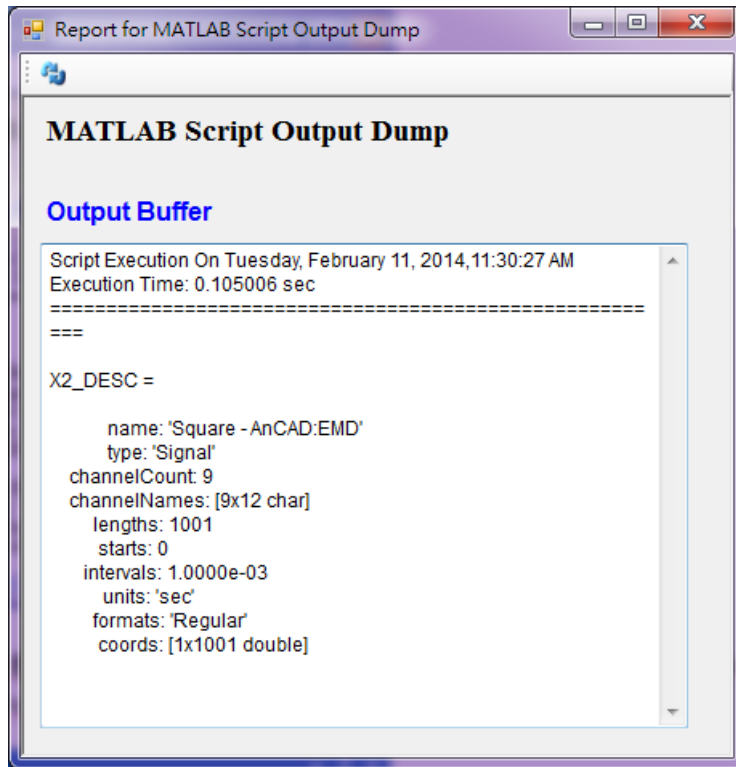 Report for MATLAB Script Output Dump
MATLAB Script Output Dump
Output Buffer
Script Execution On Tuesday, February 11, 2014,11:30:27 AM
Execution Time: 0.105006 sec
=====================================================
===
X2_DESC =
name: 'Square - AnCAD:EMD'
type: 'Signal'
channelCount: 9
channelNames: [9x12 char]
lengths: 1001
starts: 0
intervals: 1.0000e-03
units: 'sec'
formats: 'Regular'
coords: [1x1001 double]